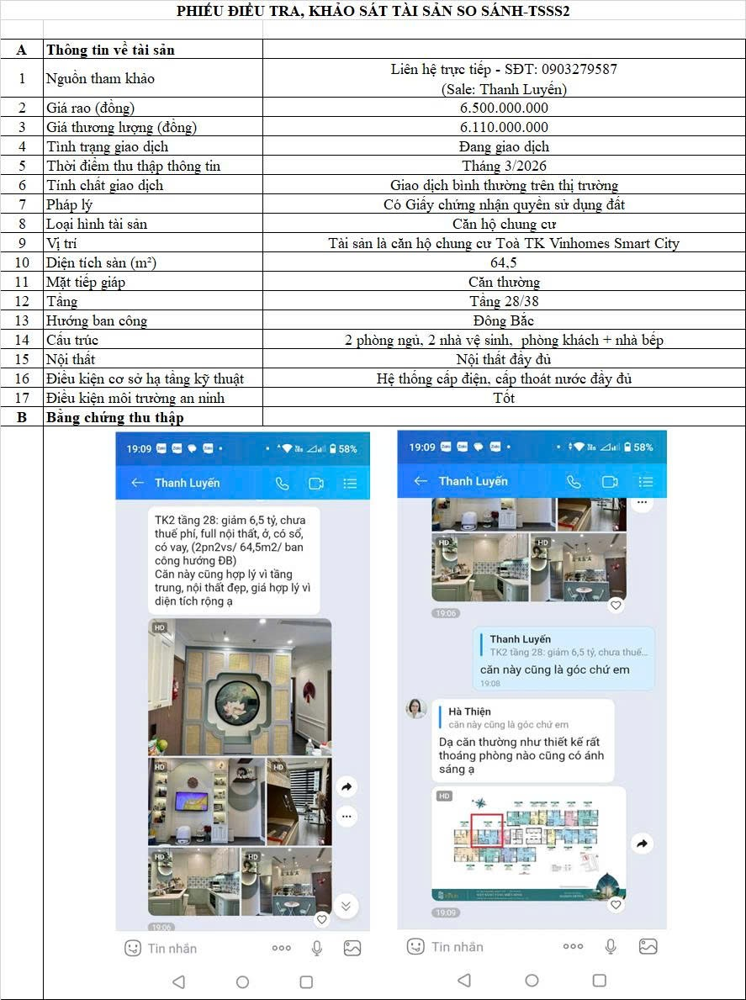 PHIẾU ĐIỀU TRA, KHẢO SÁT TÀI SẢN SO SÁNH-TSSS2
A Thông tin về tài sản
1 Nguồn tham khảo Liên hệ trực tiếp - SĐT: 0903279587
(Sale: Thanh Luyến)
2 Giá rao (đồng) 6.500.000.000
3 Giá thương lượng (đồng) 6.110.000.000
4 Tình trạng giao dịch Đang giao dịch
5 Thời điểm thu thập thông tin Tháng 3/2026
6 Tính chất giao dịch Giao dịch bình thường trên thị trường
7 Pháp lý Có Giấy chứng nhận quyền sử dụng đất
8 Loại hình tài sản Căn hộ chung cư
9 Vị trí Tài sản là căn hộ chung cư Toà TK Vinhomes Smart City
10 Diện tích sàn (m²) 64,5
11 Mặt tiếp giáp Căn thường
12 Tầng Tầng 28/38
13 Hướng ban công Đông Bắc
14 Cấu trúc 2 phòng ngủ, 2 nhà vệ sinh, phòng khách + nhà bếp
15 Nội thất Nội thất đầy đủ
16 Điều kiện cơ sở hạ tầng kỹ thuật Hệ thống cấp điện, cấp thoát nước đầy đủ
17 Điều kiện môi trường an ninh Tốt
B Bằng chứng thu thập
19:09 58%
Thanh Luyến
TK2 tầng 28: giảm 6,5 tỷ, chưa
thuế phí, full nội thất, ở, có sổ,
có vay, (2pn2vs/ 64,5m2/ ban
công hướng ĐB)
Căn này cũng hợp lý vì tầng
trung, nội thất đẹp, giá hợp lý vì
diện tích rộng ạ
HD
HD
HD
HD
HD
19:06
Tin nhắn
19:09 58%
Thanh Luyến
HD
HD
19:06
Thanh Luyến
TK2 tầng 28: giảm 6,5 tỷ, chưa thuế...
căn này cũng là góc chứ em
19:08
Hà Thiện
căn này cũng là góc chứ em
Dạ căn thường như thiết kế rất
thoáng phòng nào cũng có ánh
sáng ạ
HD
19:09
Tin nhắn